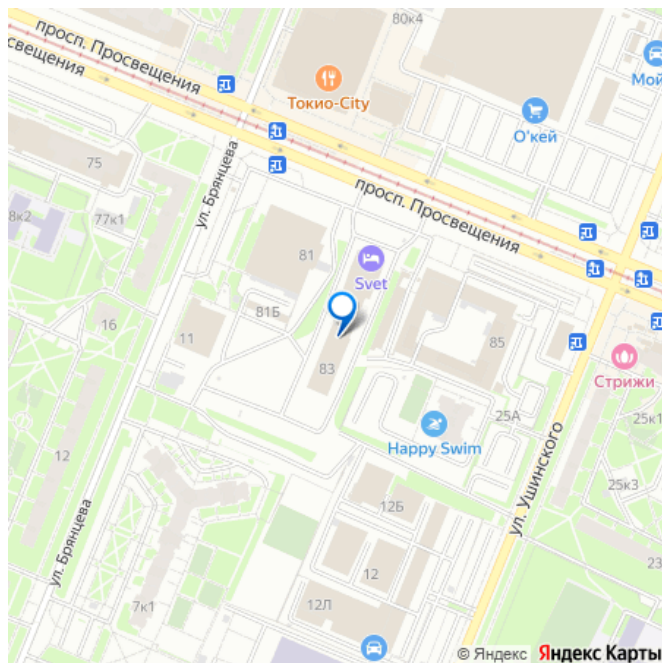 80к4
просп. Просвещения
свещения
Токио-City
Мой
О'кей
75
ул. Брянцева
просп. Просвещения
8к2
77к1
81
Svet
81Б
16
11
85
83
Стрижи
25А
25к1
Happy Swim
12
25к3
ул. Ушинского
12Б
ул. Брянцева
23
12
7к1
12Л
© Яндекс Яндекс Карты